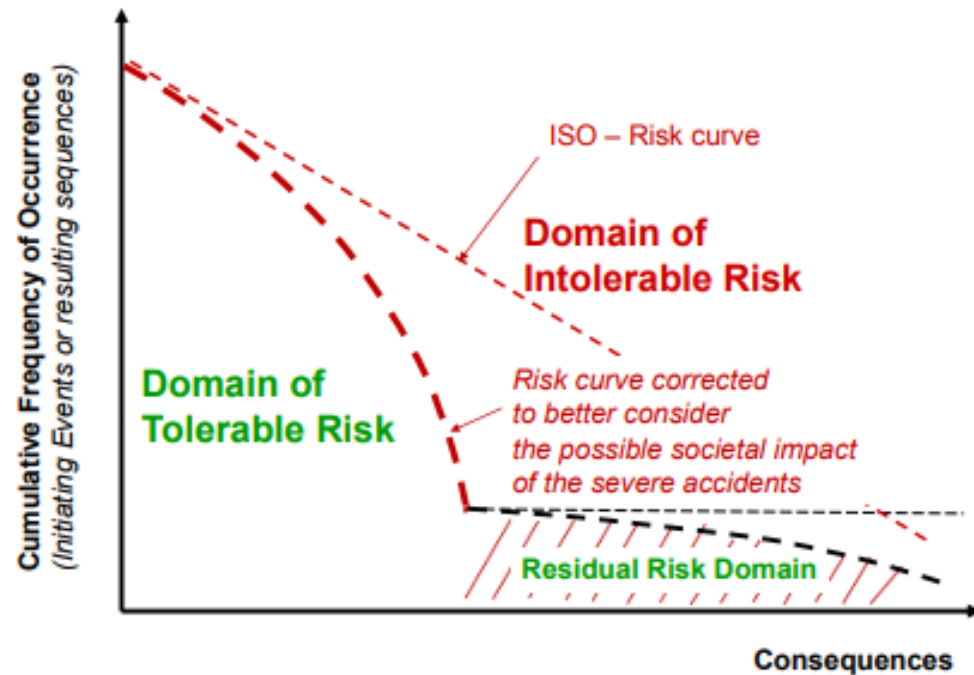 Cumulative Frequency of Occurrence
(Initiating Events or resulting sequences)
ISO – Risk curve
Domain of
Intolerable Risk
Domain of
Tolerable Risk
Risk curve corrected
to better consider
the possible societal impact
of the severe accidents
Residual Risk Domain
Consequences